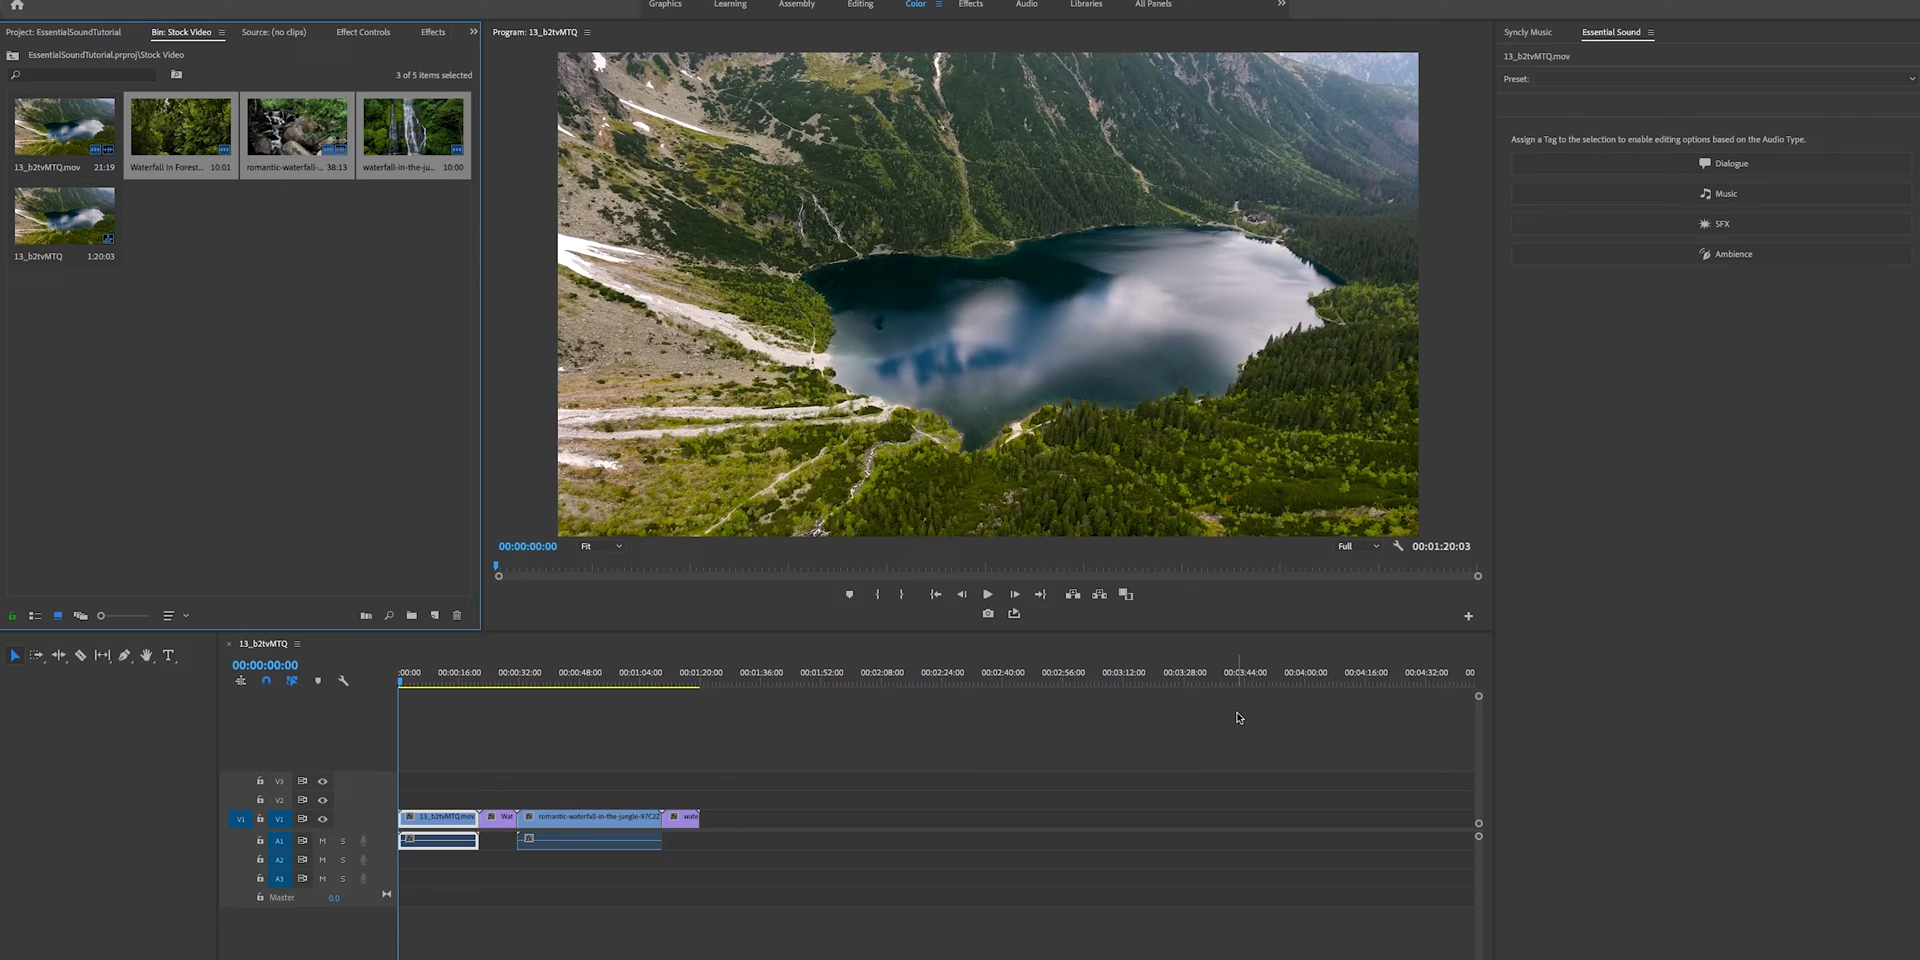 Graphics Learning Assembly Editing Color Effects Audio Libraries All Panels
Project: EssentialSoundTutorial Bin: Stock Video Source: (no clips) Effect Controls Effects
EssentialSoundTutorial.prproj\Stock Video
3 of 5 items selected
13_b2tvMTQ.mov 21:19 Waterfall In Forest... 10:01 romantic-waterfall-... 38:13 waterfall-in-the-ju... 10:00
13_b2tvMTQ 1:20:03
Program: 13_b2tvMTQ
00:00:00:00 Fit Full 00:01:20:03
Syncly Music Essential Sound
13_b2tvMTQ.mov
Preset:
Assign a Tag to the selection to enable editing options based on the Audio Type.
Dialogue
Music
SFX
Ambience
13_b2tvMTQ
00:00:00:00
:00:00 00:00:16:00 00:00:32:00 00:00:48:00 00:01:04:00 00:01:20:00 00:01:36:00 00:01:52:00 00:02:08:00 00:02:24:00 00:02:40:00 00:02:56:00 00:03:12:00 00:03:28:00 00:03:44:00 00:04:00:00 00:04:16:00 00:04:32:00 00
V3
V2
V1 V1 13_b2tvMTQ.mov Wat romantic-waterfall-in-the-jungle-97C2Z wate
A1 M S
A2 M S
A3 M S
Master 0.0